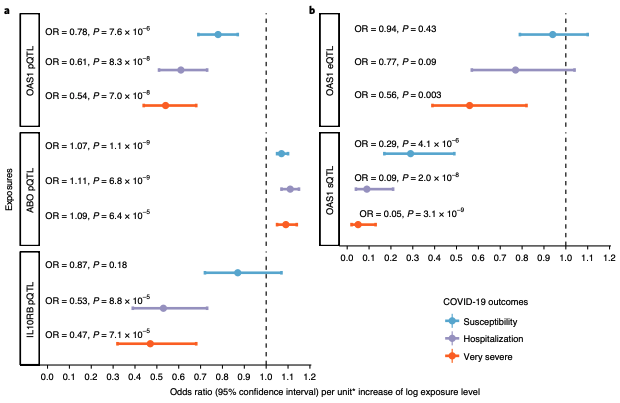 a
b
Exposures
OAS1 pQTL
OR = 0.78, P = 7.6 × 10⁻⁶
OR = 0.61, P = 8.3 × 10⁻⁸
OR = 0.54, P = 7.0 × 10⁻⁸
ABO pQTL
OR = 1.07, P = 1.1 × 10⁻⁹
OR = 1.11, P = 6.8 × 10⁻⁹
OR = 1.09, P = 6.4 × 10⁻⁵
IL10RB pQTL
OR = 0.87, P = 0.18
OR = 0.53, P = 8.8 × 10⁻⁵
OR = 0.47, P = 7.1 × 10⁻⁵
0.0 0.1 0.2 0.3 0.4 0.5 0.6 0.7 0.8 0.9 1.0 1.1 1.2
OAS1 eQTL
OR = 0.94, P = 0.43
OR = 0.77, P = 0.09
OR = 0.56, P = 0.003
OAS1 sQTL
OR = 0.29, P = 4.1 × 10⁻⁶
OR = 0.09, P = 2.0 × 10⁻⁸
OR = 0.05, P = 3.1 × 10⁻⁹
0.0 0.1 0.2 0.3 0.4 0.5 0.6 0.7 0.8 0.9 1.0 1.1 1.2
COVID-19 outcomes
Susceptibility
Hospitalization
Very severe
Odds ratio (95% confidence interval) per unit* increase of log exposure level